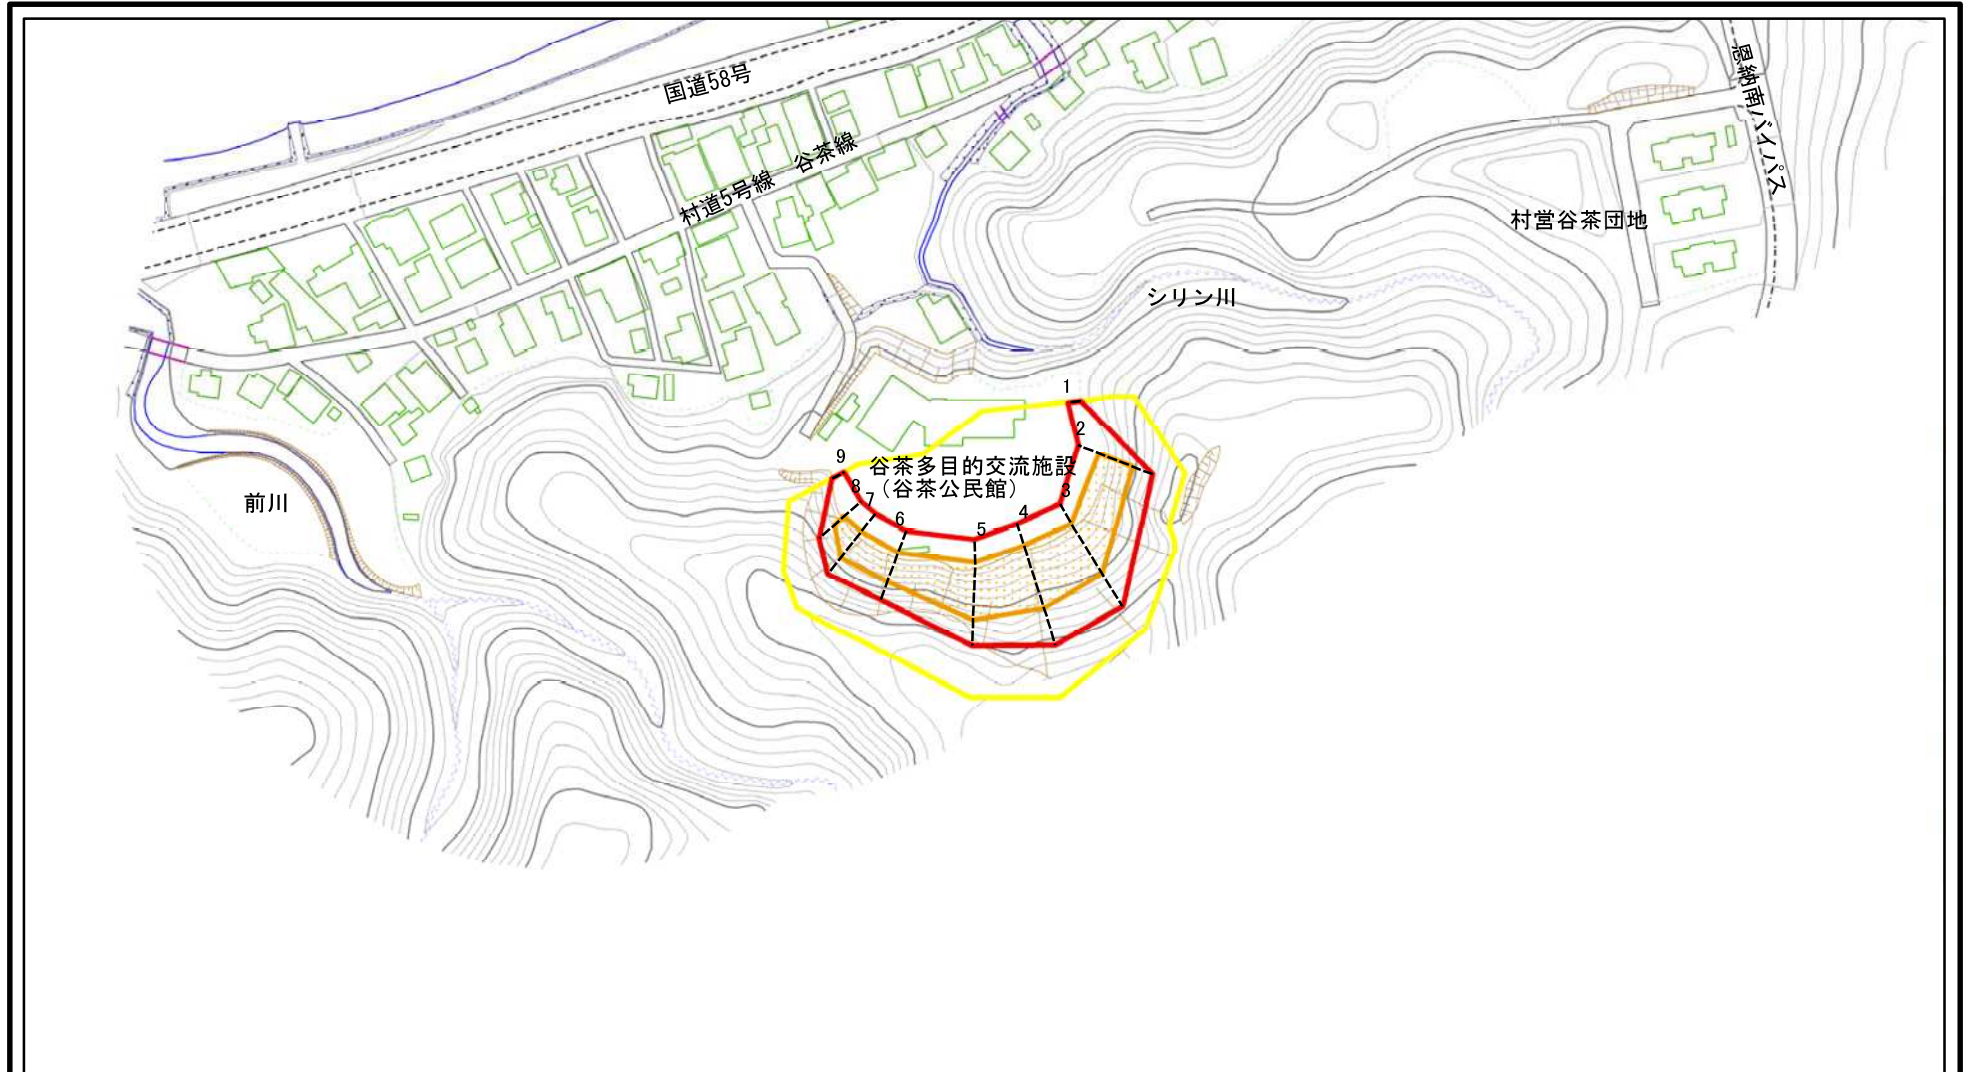 国道58号
恩納南バイパス
村道5号線　谷茶線
村営谷茶団地
シリン川
1
2
9
谷茶多目的交流施設
（谷茶公民館）
8
3
前川
7
6
4
5